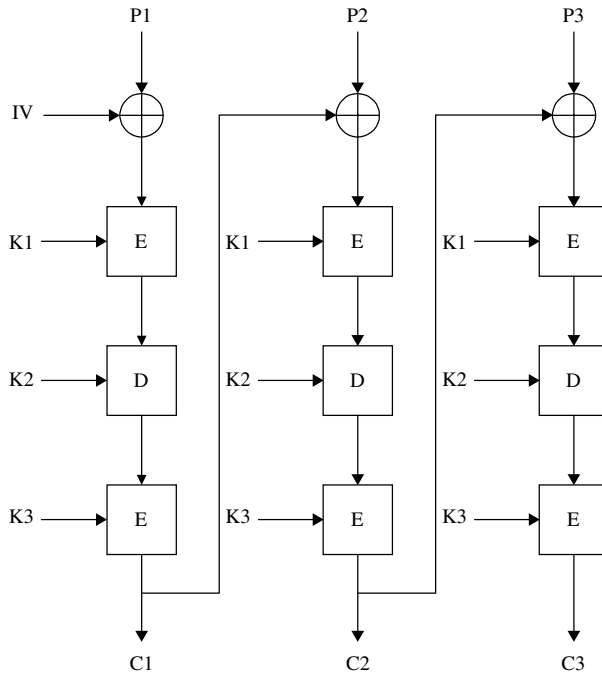 P1 P2 P3
IV
K1 E K1 E K1 E
K2 D K2 D K2 D
K3 E K3 E K3 E
C1 C2 C3